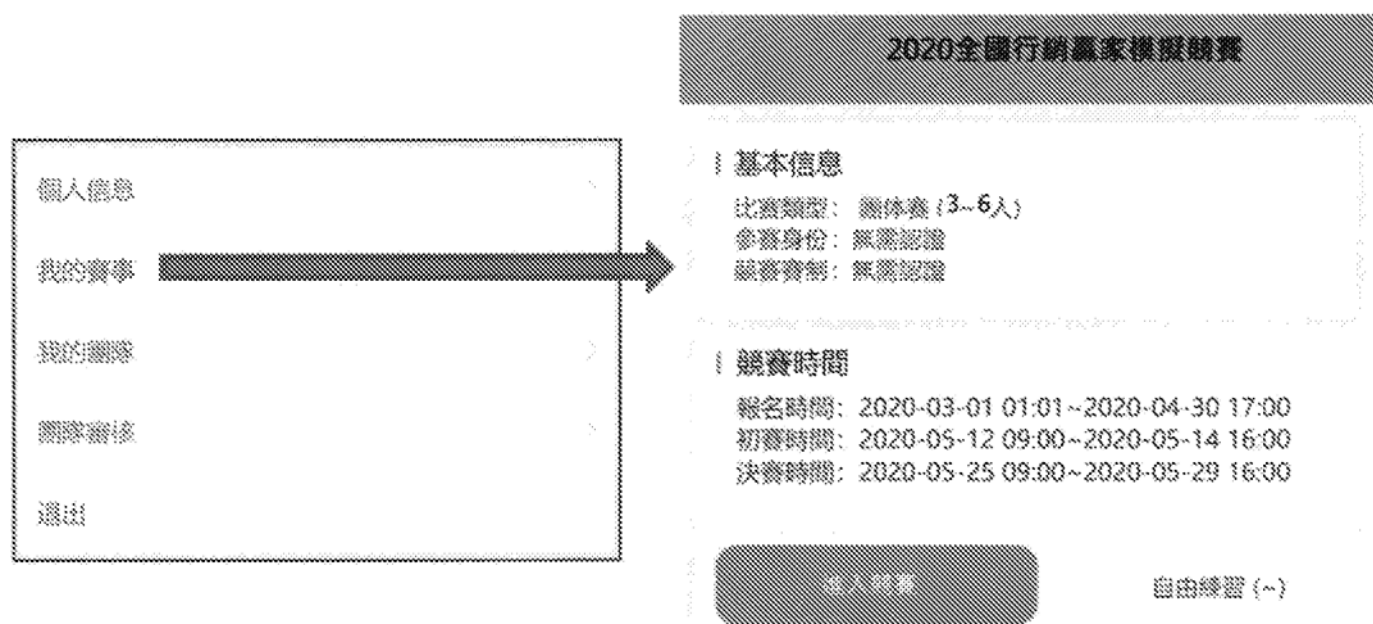 個人信息
我的賽事
我的團隊
團隊審核
退出
2020全國行銷贏家模擬競賽
基本信息
比賽類型： 團体賽 (3~6人)
參賽身份：無需認證
競賽賽制：無需認證
競賽時間
報名時間：2020-03-01 01:01~2020-04-30 17:00
初賽時間：2020-05-12 09:00~2020-05-14 16:00
決賽時間：2020-05-25 09:00~2020-05-29 16:00
進入競賽
自由練習 (~)